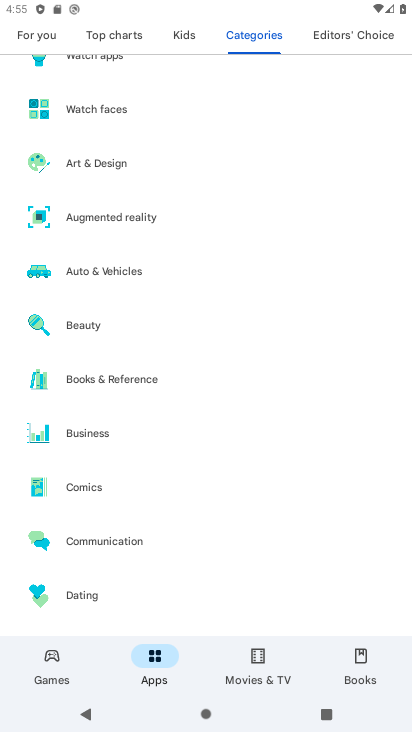 4:55
For you
Top charts
Kids
Categories
Editors' Choice
Watch apps
Watch faces
Art & Design
Augmented reality
Auto & Vehicles
Beauty
Books & Reference
Business
Comics
Communication
Dating
Games
Apps
Movies & TV
Books